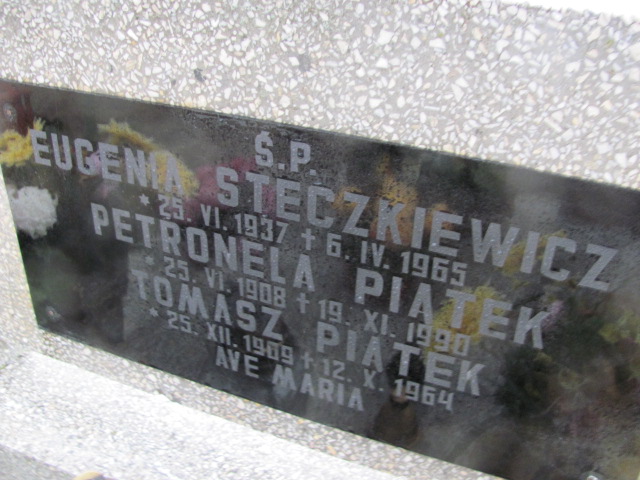 Ś.P.
EUGENIA STECZKIEWICZ
* 25. VI. 1937 + 6. IV. 1965
PETRONELA PIĄTEK
* 25. VI. 1908 + 19. XI. 1990
TOMASZ PIĄTEK
* 25. XII. 1909 + 12. X. 1964
AVE MARIA